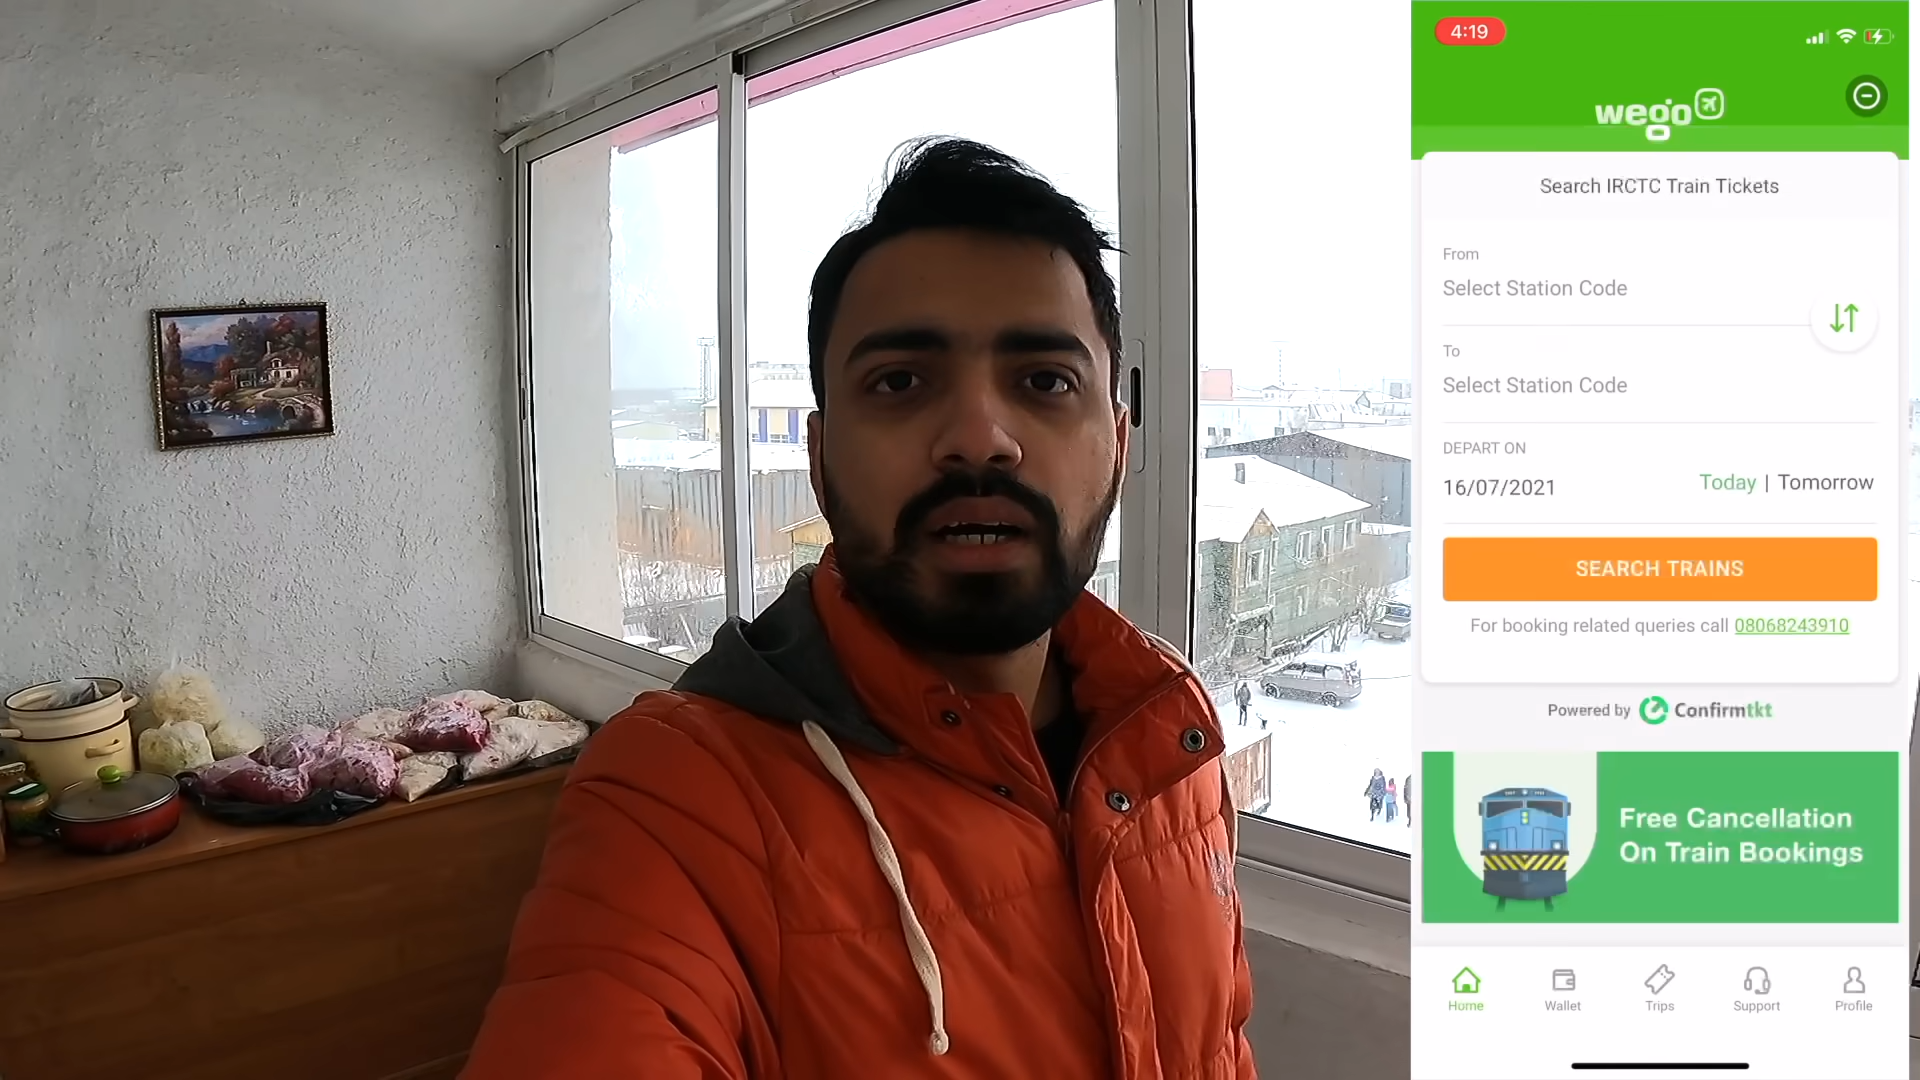 4:19
wego
Search IRCTC Train Tickets
From
Select Station Code
To
Select Station Code
DEPART ON
16/07/2021
Today | Tomorrow
SEARCH TRAINS
For booking related queries call 08068243910
Powered by Confirmtkt
Free Cancellation
On Train Bookings
Home
Wallet
Trips
Support
Profile